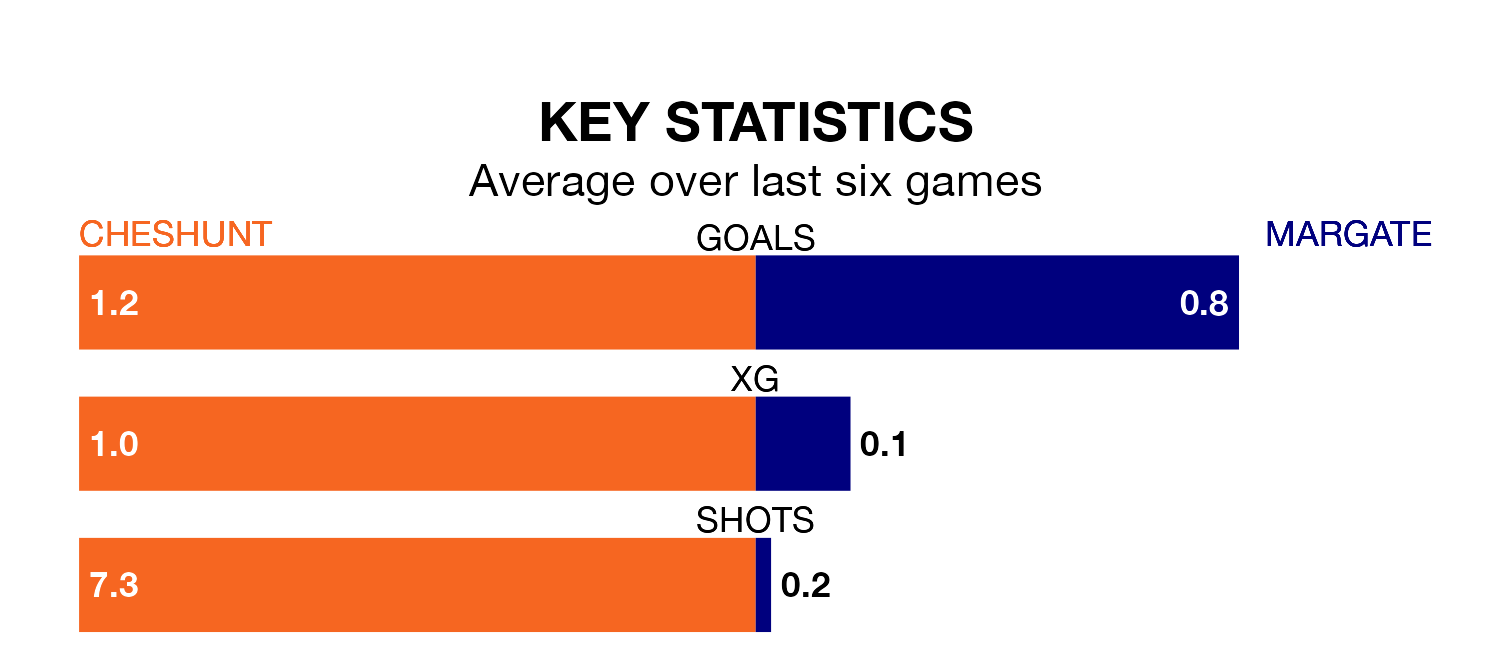 KEY STATISTICS
Average over last six games
CHESHUNT GOALS MARGATE
1.2 0.8
XG
1.0 0.1
SHOTS
7.3 0.2